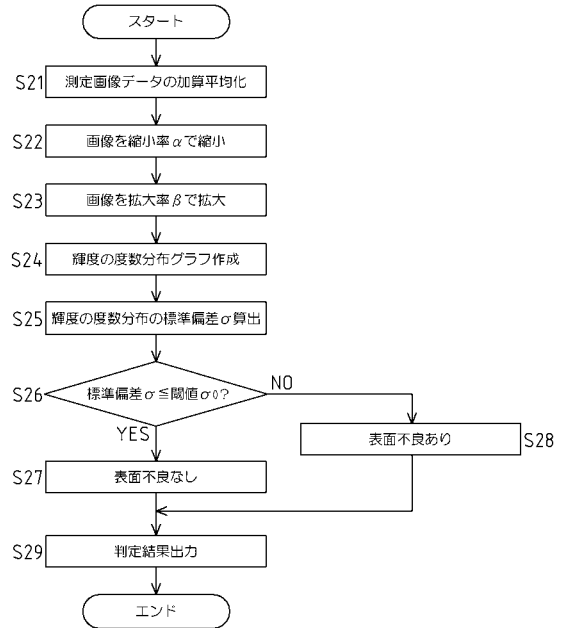 スタート
S21
測定画像データの加算平均化
S22
画像を縮小率αで縮小
S23
画像を拡大率βで拡大
S24
輝度の度数分布グラフ作成
S25
輝度の度数分布の標準偏差σ算出
S26
標準偏差σ≦閾値σ0?
NO
YES
S27
表面不良なし
表面不良あり
S28
S29
判定結果出力
エンド